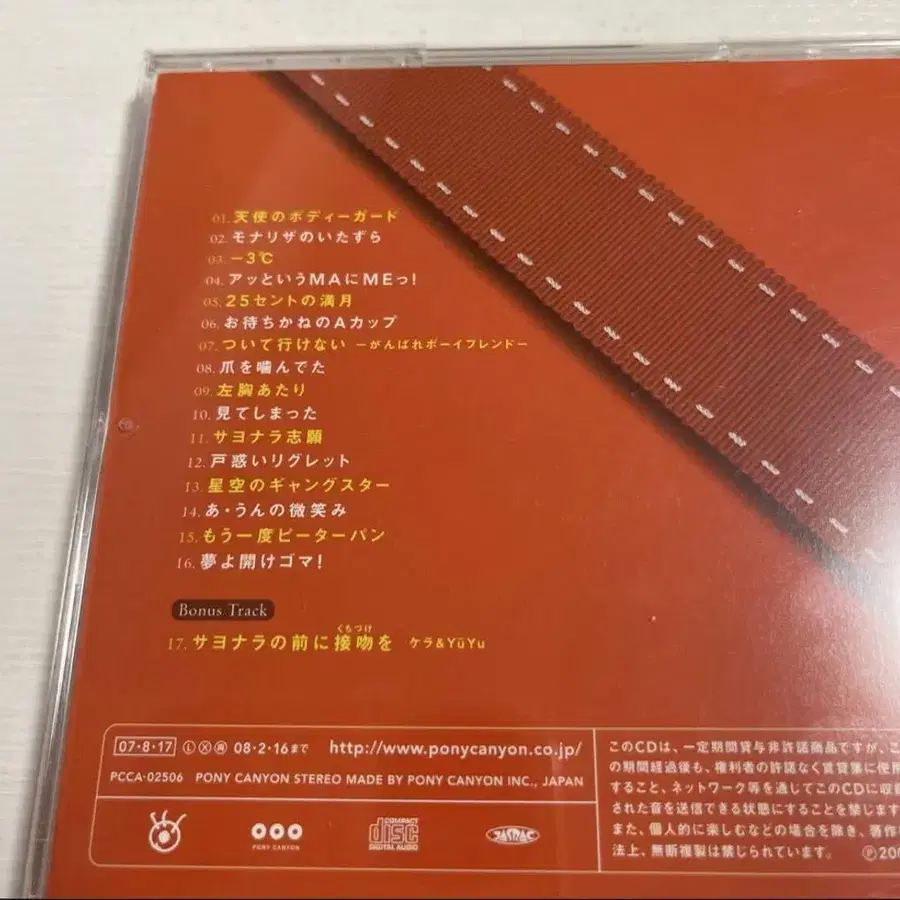 01. 天使のボディーガード
02. モナリザのいたずら
03. －3℃
04. アッというMAにMEっ!
05. 25セントの満月
06. お待ちかねのAカップ
07. ついて行けない －がんばれボーイフレンド－
08. 爪を噛んでた
09. 左胸あたり
10. 見てしまった
11. サヨナラ志願
12. 戸惑いリグレット
13. 星空のギャングスター
14. あ・うんの微笑み
15. もう一度ピーターパン
16. 夢よ開けゴマ!
Bonus Track
くちづけ
17. サヨナラの前に接吻を ケラ&YüYu
07・8・17 Ⓛ Ⓧ 08・2・16まで http://www.ponycanyon.co.jp/
PCCA-02506 PONY CANYON STEREO MADE BY PONY CANYON INC., JAPAN
PONY CANYON
COMPACT
disc
DIGITAL AUDIO
JASRAC
このCDは、一定期間貸与非許諾商品ですが、こ
の期間経過後も、権利者の許諾なく賃貸業に使用
すること、ネットワーク等を通じてこのCDに収録
された音を送信できる状態にすることを禁じます
また、個人的に楽しむなどの場合を除き、著作
法上、無断複製は禁じられています。 Ⓟ200